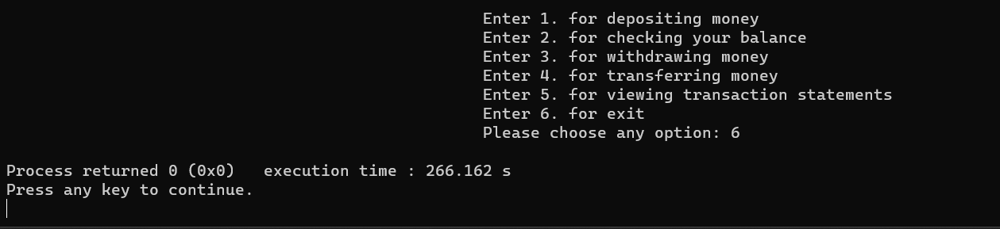 Enter 1. for depositing money
Enter 2. for checking your balance
Enter 3. for withdrawing money
Enter 4. for transferring money
Enter 5. for viewing transaction statements
Enter 6. for exit
Please choose any option: 6
Process returned 0 (0x0)   execution time : 266.162 s
Press any key to continue.